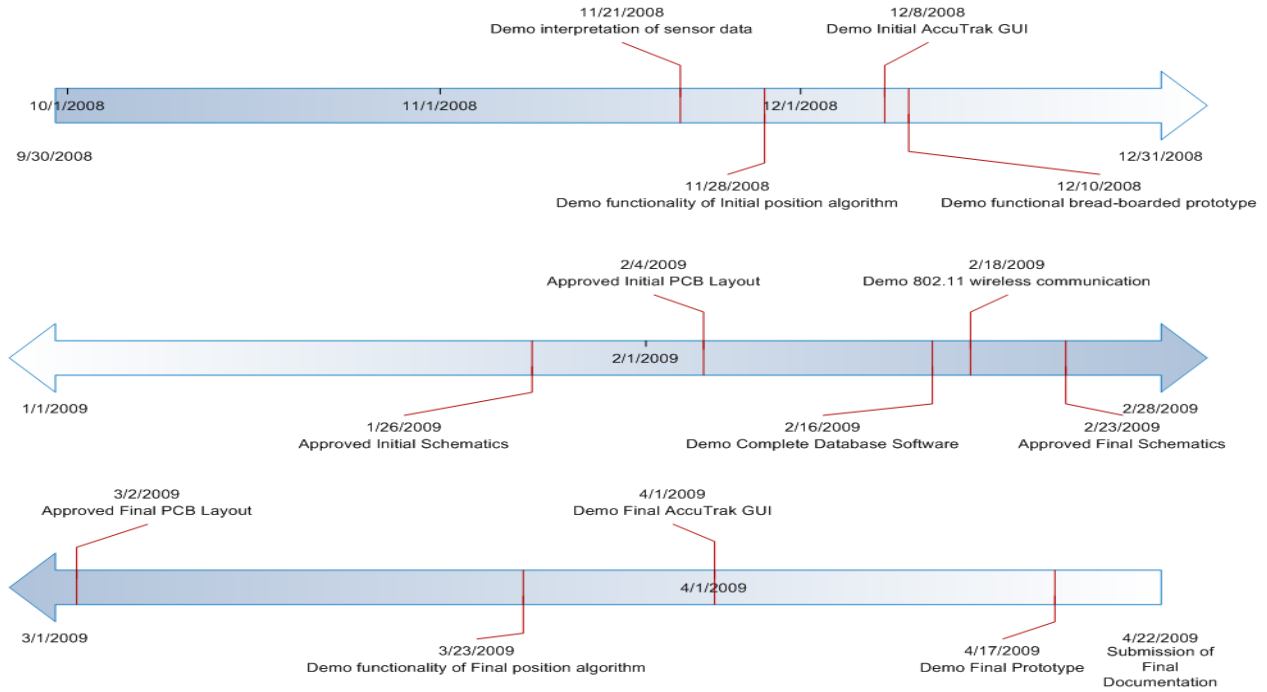 11/21/2008
Demo interpretation of sensor data
12/8/2008
Demo Initial AccuTrak GUI
10/1/2008
11/1/2008
12/1/2008
9/30/2008
12/31/2008
11/28/2008
Demo functionality of Initial position algorithm
12/10/2008
Demo functional bread-boarded prototype
2/4/2009
Approved Initial PCB Layout
2/18/2009
Demo 802.11 wireless communication
2/1/2009
1/1/2009
2/28/2009
1/26/2009
Approved Initial Schematics
2/16/2009
Demo Complete Database Software
2/23/2009
Approved Final Schematics
3/2/2009
Approved Final PCB Layout
4/1/2009
Demo Final AccuTrak GUI
4/1/2009
3/1/2009
3/23/2009
Demo functionality of Final position algorithm
4/17/2009
Demo Final Prototype
4/22/2009
Submission of
Final
Documentation